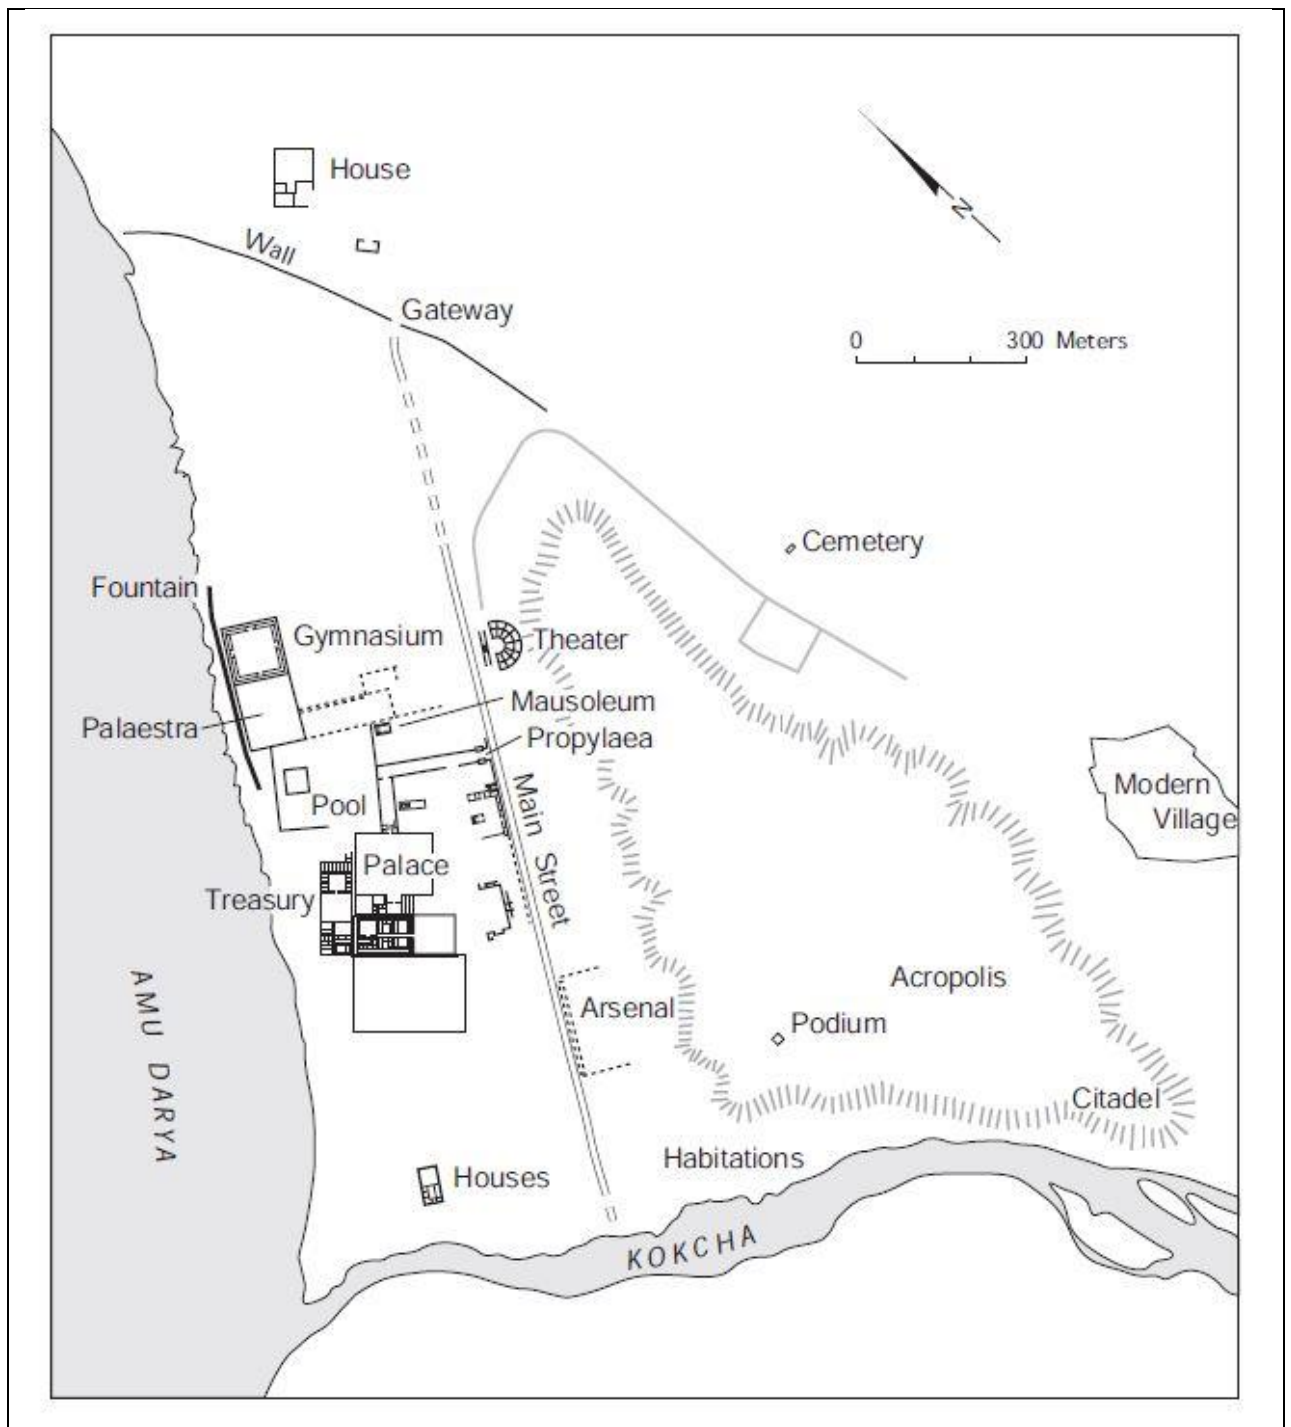 House
Wall
Gateway
N
0 300 Meters
Cemetery
Fountain
Gymnasium
Theater
Palaestra
Mausoleum
Propylaea
Pool
Main Street
Modern
Village
Palace
Treasury
AMU DARYA
Acropolis
Arsenal
Podium
Citadel
Habitations
Houses
KOKCHA